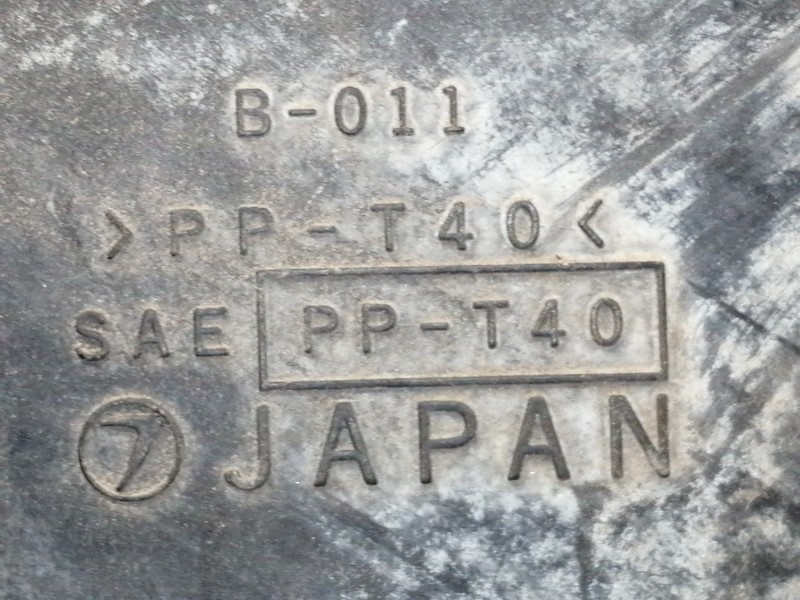 B-011
>PP-T40<
SAE PP-T40
JAPAN